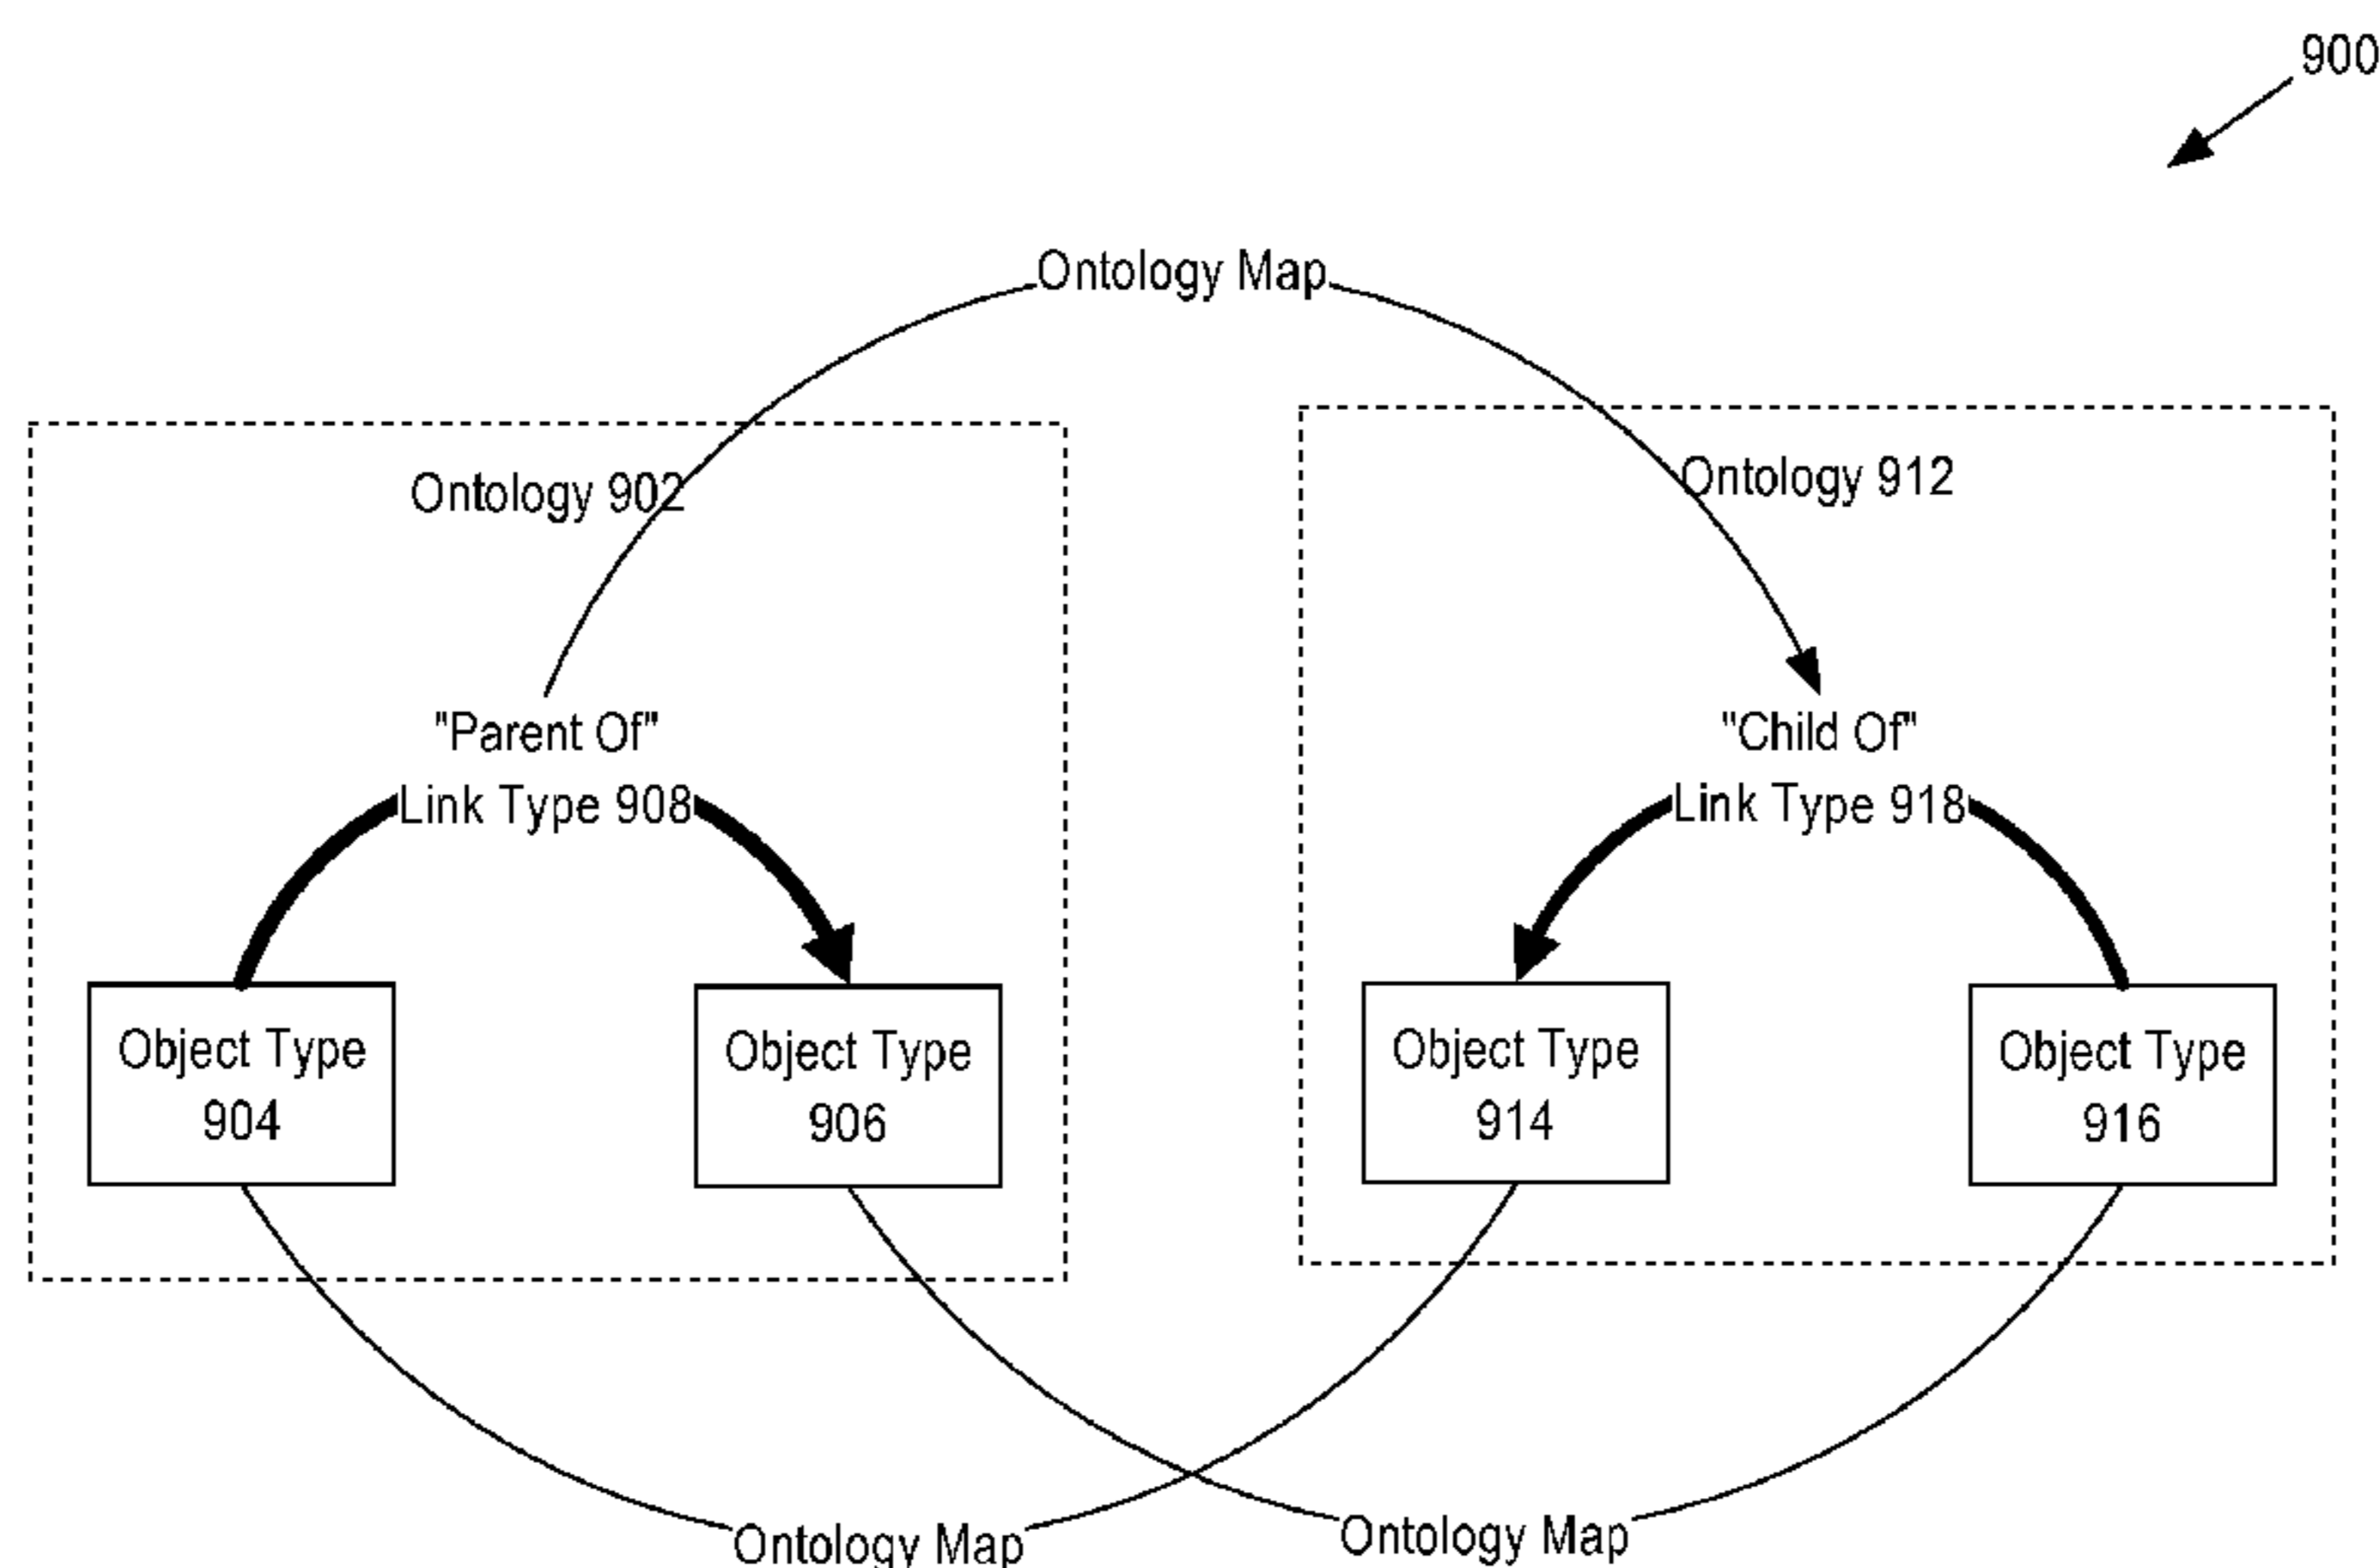 900
Ontology Map
Ontology 902
Ontology 912
"Parent Of"
Link Type 908
"Child Of"
Link Type 918
Object Type
904
Object Type
906
Object Type
914
Object Type
916
Ontology Map
Ontology Map